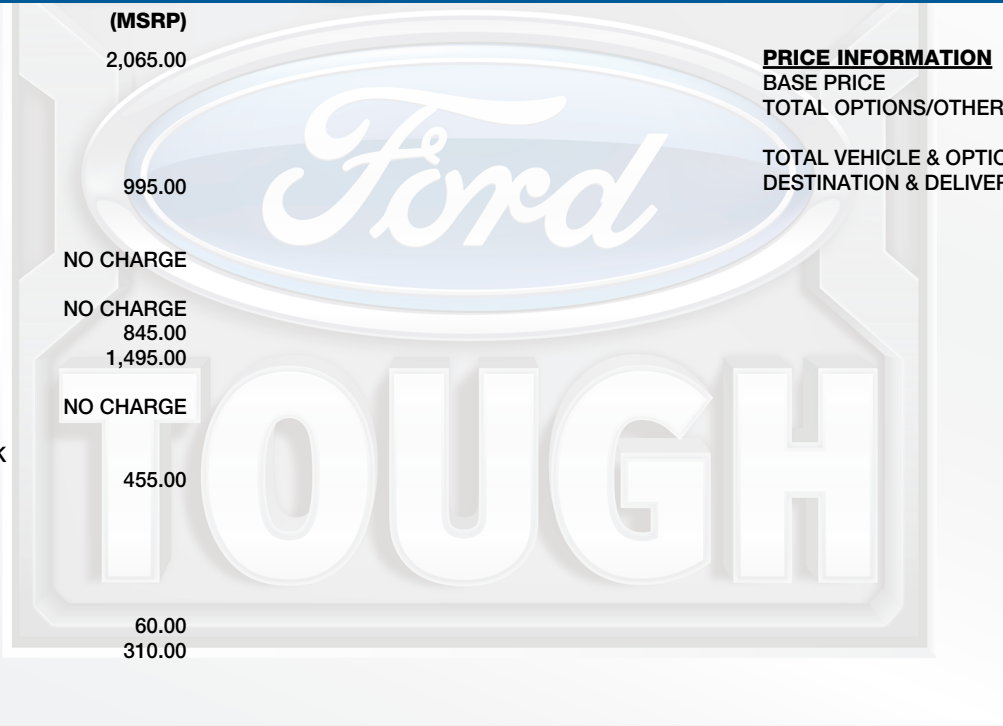 (MSRP)
2,065.00
995.00
NO CHARGE
NO CHARGE
845.00
1,495.00
NO CHARGE
K
455.00
60.00
310.00
PRICE INFORMATION
BASE PRICE
TOTAL OPTIONS/OTHER
TOTAL VEHICLE & OPTIO
DESTINATION & DELIVER
Ford
TOUGH